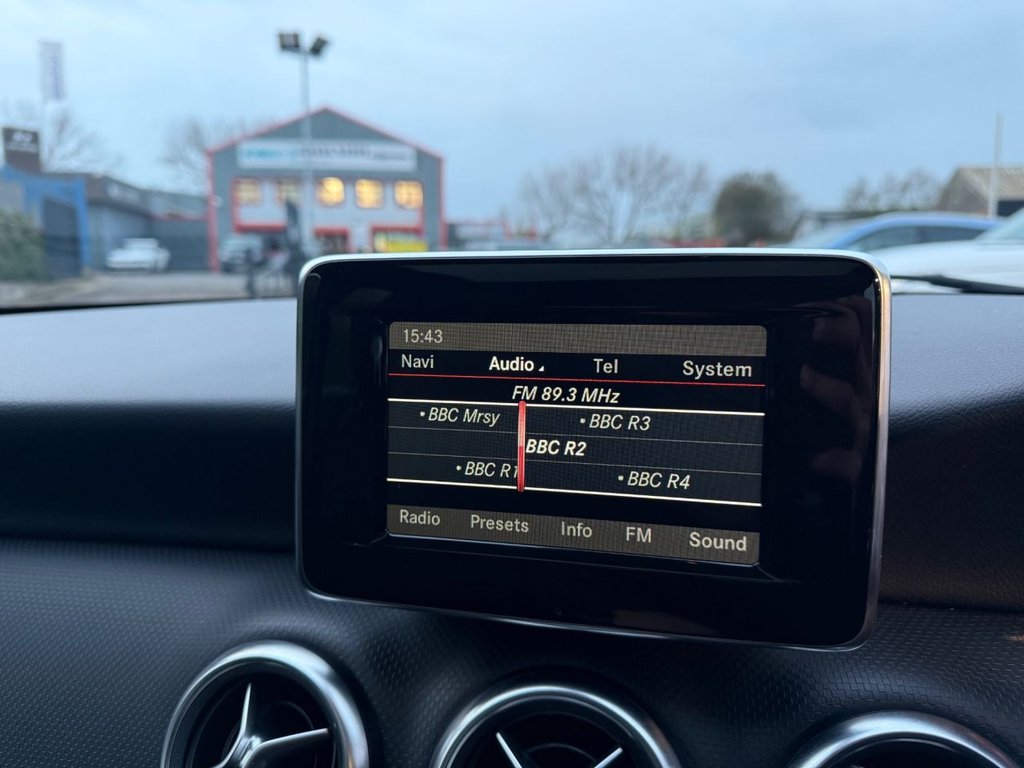 15:43
Navi Audio Tel System
FM 89.3 MHz
• BBC Mrsy • BBC R3
BBC R2
• BBC R1 • BBC R4
Radio Presets Info FM Sound